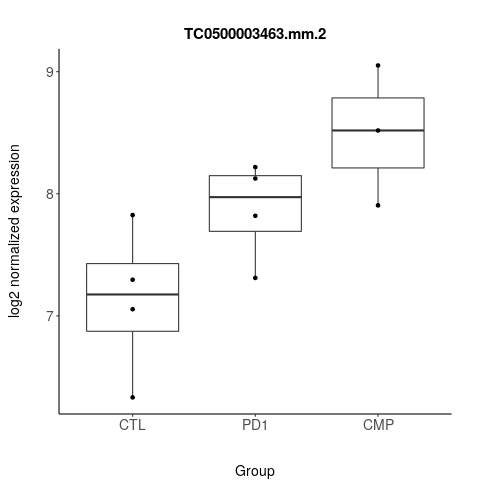 TC0500003463.mm.2
log2 normalized expression
9
8
7
CTL
PD1
CMP
Group